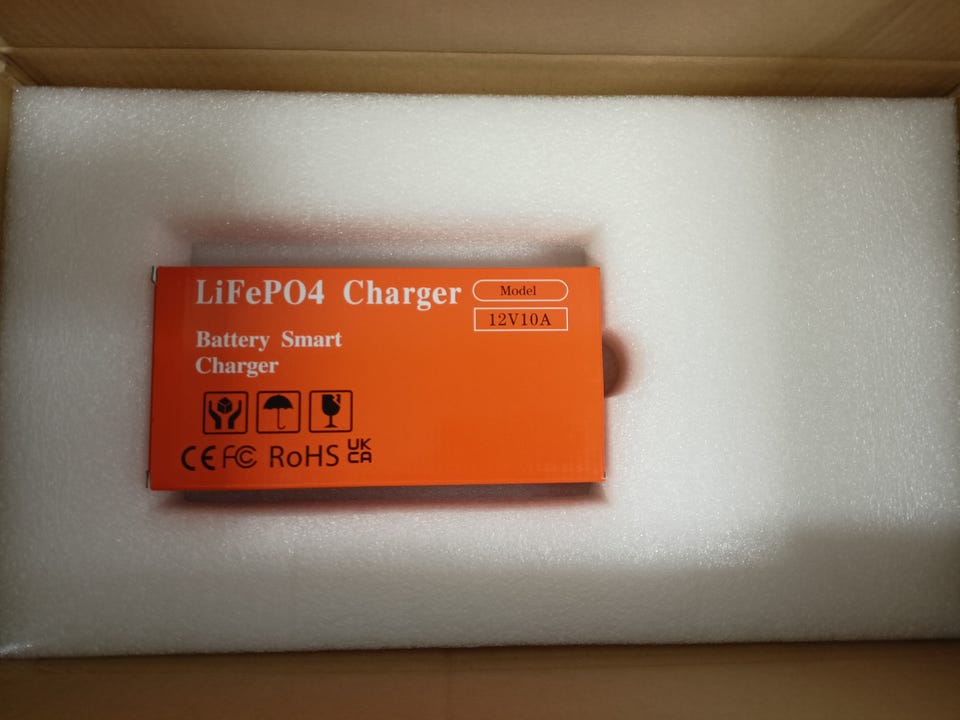 LiFePO4 Charger
Model
12V10A
Battery Smart
Charger
CE FC RoHS UK
CA